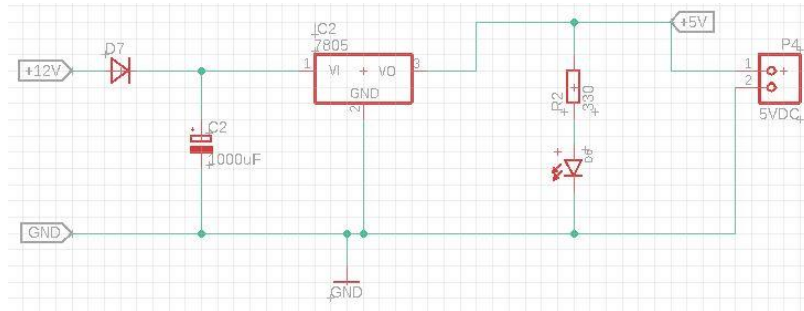 +12V
D7
C2
1000uF
IC2
7805
1
VI
VO
3
GND
2
R2
330
D6
+5V
P4
1
+
2
5VDC
GND
GND